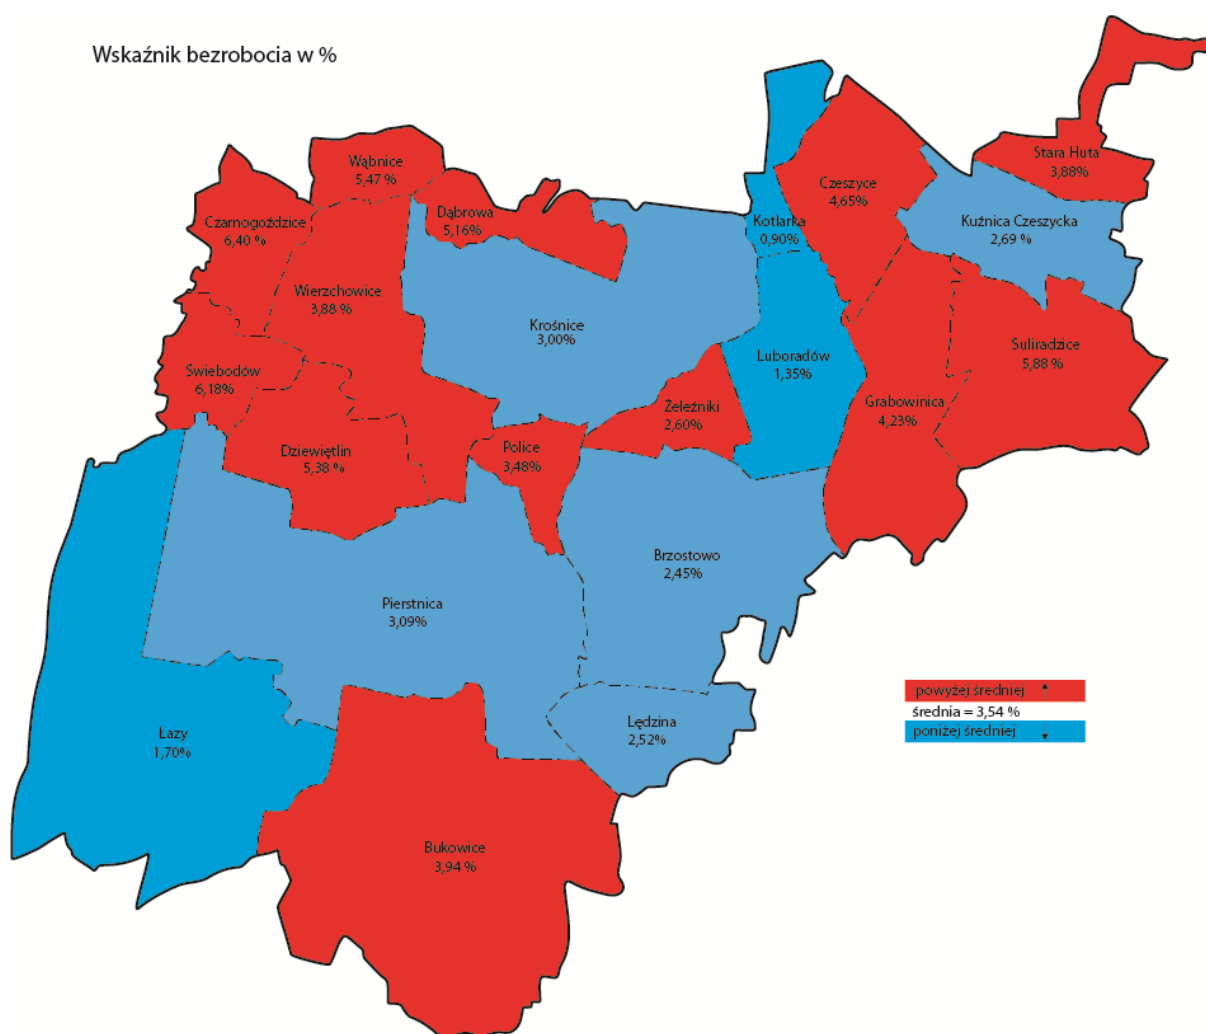 Wskaźnik bezrobocia w %
Stara Huta
3,88%
Wąbnice
5,47 %
Czeszyce
4,65%
Dąbrowa
5,16%
Czarnogoździce
6,40 %
Kotlarka
0,90%
Kuźnica Czeszycka
2,69 %
Wierzchowice
3,88 %
Krośnice
3,00%
Luboradów
1,35%
Suliradzice
5,88 %
Świebodów
6,18%
Żeleźniki
2,60%
Grabowinica
4,23%
Dziewiętlin
5,38 %
Police
3,48%
Brzostowo
2,45%
Pierstnica
3,09%
powyżej średniej
średnia = 3,54 %
poniżej średniej
Łazy
1,70%
Lędzina
2,52%
Bukowice
3,94 %